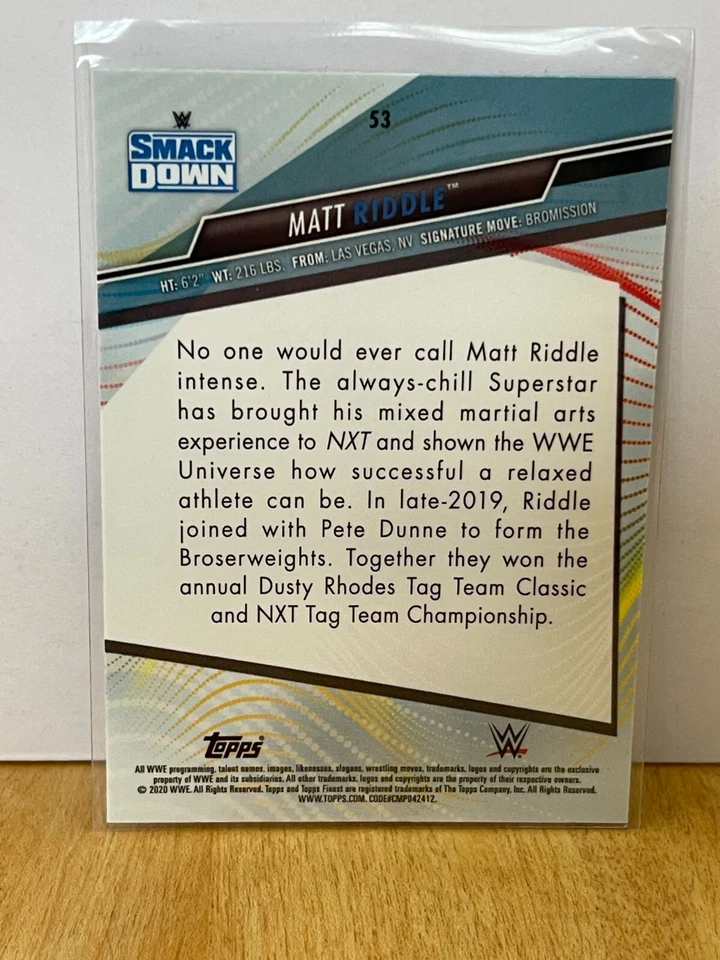 53
W
SMACK
DOWN
MATT RIDDLE™
HT: 6'2" WT: 216 LBS. FROM: LAS VEGAS, NV SIGNATURE MOVE: BROMISSION
No one would ever call Matt Riddle
intense. The always-chill Superstar
has brought his mixed martial arts
experience to NXT and shown the WWE
Universe how successful a relaxed
athlete can be. In late-2019, Riddle
joined with Pete Dunne to form the
Broserweights. Together they won the
annual Dusty Rhodes Tag Team Classic
and NXT Tag Team Championship.
Topps
W
All WWE programming, talent names, images, likenesses, slogans, wrestling moves, trademarks, logos and copyrights are the exclusive
property of WWE and its subsidiaries. All other trademarks, logos and copyrights are the property of their respective owners.
© 2020 WWE. All Rights Reserved. Topps and Topps Finest are registered trademarks of The Topps Company, Inc. All Rights Reserved.
WWW.TOPPS.COM. CODE#CMP042412.